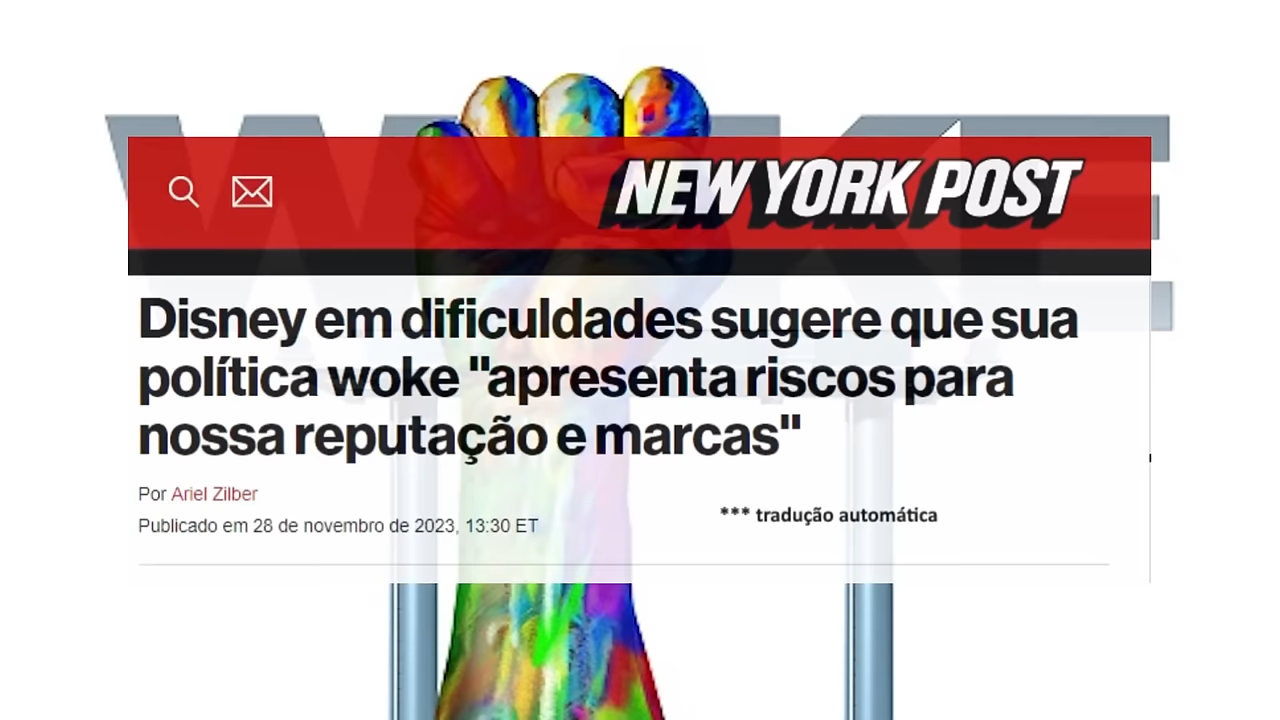 WOKE
NEW YORK POST
Disney em dificuldades sugere que sua
política woke "apresenta riscos para
nossa reputação e marcas"
Por Ariel Zilber
Publicado em 28 de novembro de 2023, 13:30 ET
*** tradução automática